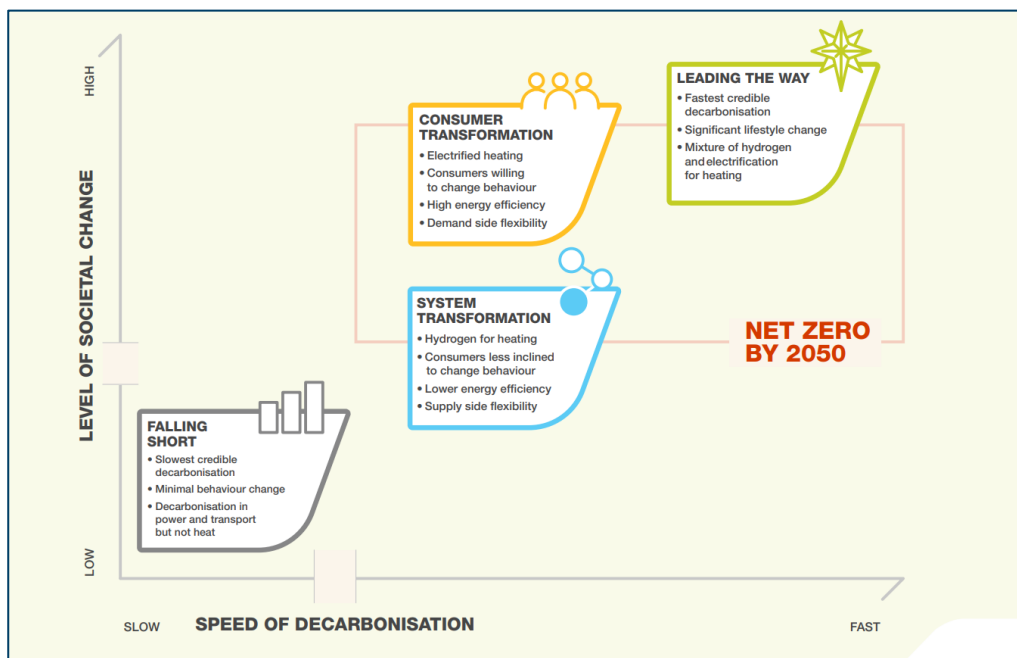 HIGH
LEVEL OF SOCIETAL CHANGE
LOW
CONSUMER
TRANSFORMATION
• Electrified heating
• Consumers willing
to change behaviour
• High energy efficiency
• Demand side flexibility
LEADING THE WAY
• Fastest credible
decarbonisation
• Significant lifestyle change
• Mixture of hydrogen
and electrification
for heating
SYSTEM
TRANSFORMATION
• Hydrogen for heating
• Consumers less inclined
to change behaviour
• Lower energy efficiency
• Supply side flexibility
NET ZERO
BY 2050
FALLING
SHORT
• Slowest credible
decarbonisation
• Minimal behaviour change
• Decarbonisation in
power and transport
but not heat
SLOW
SPEED OF DECARBONISATION
FAST